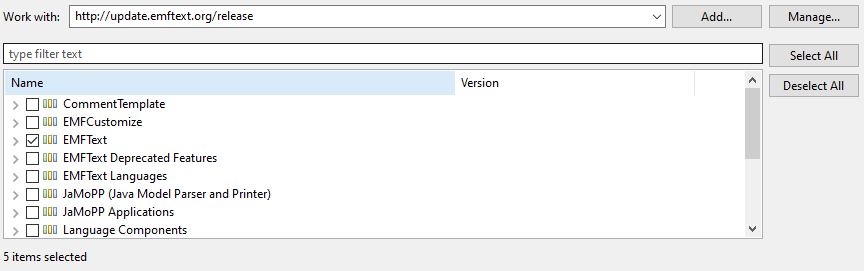 Work with: http://update.emftext.org/release Add... Manage...
type filter text Select All
Name Version Deselect All
CommentTemplate
EMFCustomize
EMFText
EMFText Deprecated Features
EMFText Languages
JaMoPP (Java Model Parser and Printer)
JaMoPP Applications
Language Components
5 items selected